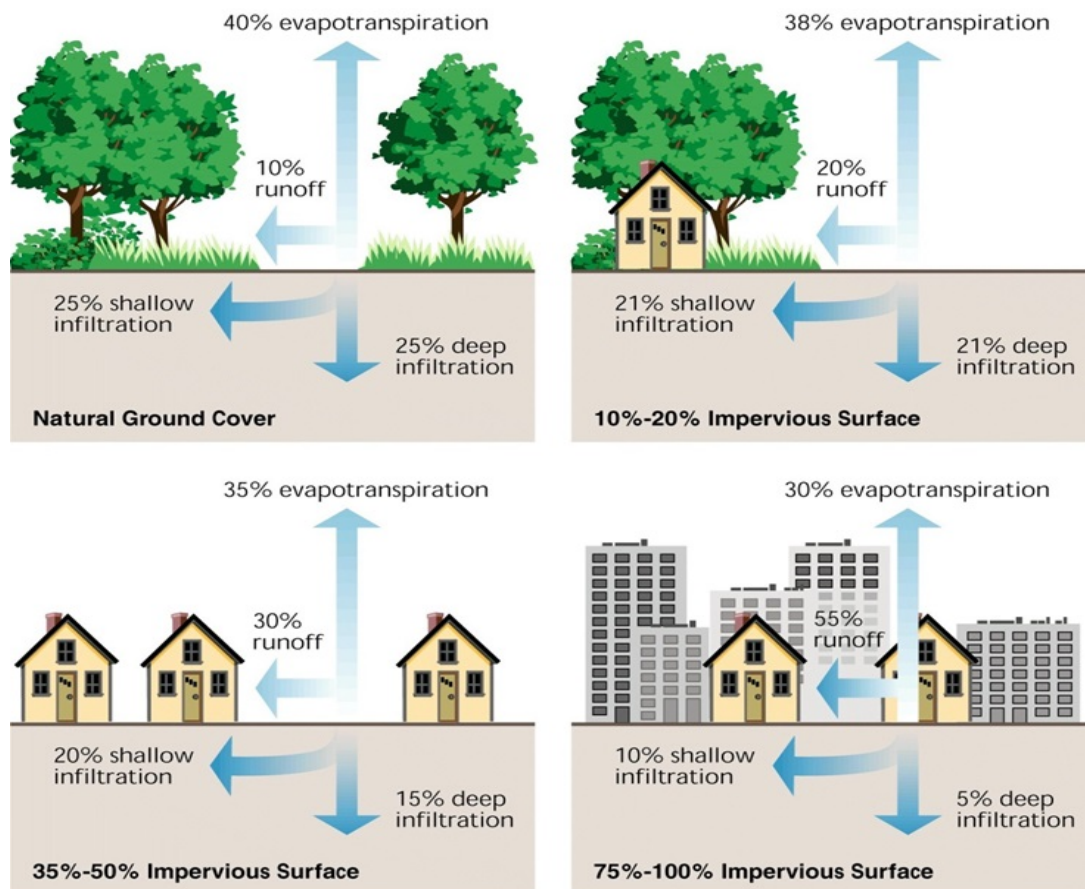 40% evapotranspiration
10%
runoff
25% shallow
infiltration
25% deep
infiltration
Natural Ground Cover
38% evapotranspiration
20%
runoff
21% shallow
infiltration
21% deep
infiltration
10%-20% Impervious Surface
35% evapotranspiration
30%
runoff
20% shallow
infiltration
15% deep
infiltration
35%-50% Impervious Surface
30% evapotranspiration
55%
runoff
10% shallow
infiltration
5% deep
infiltration
75%-100% Impervious Surface